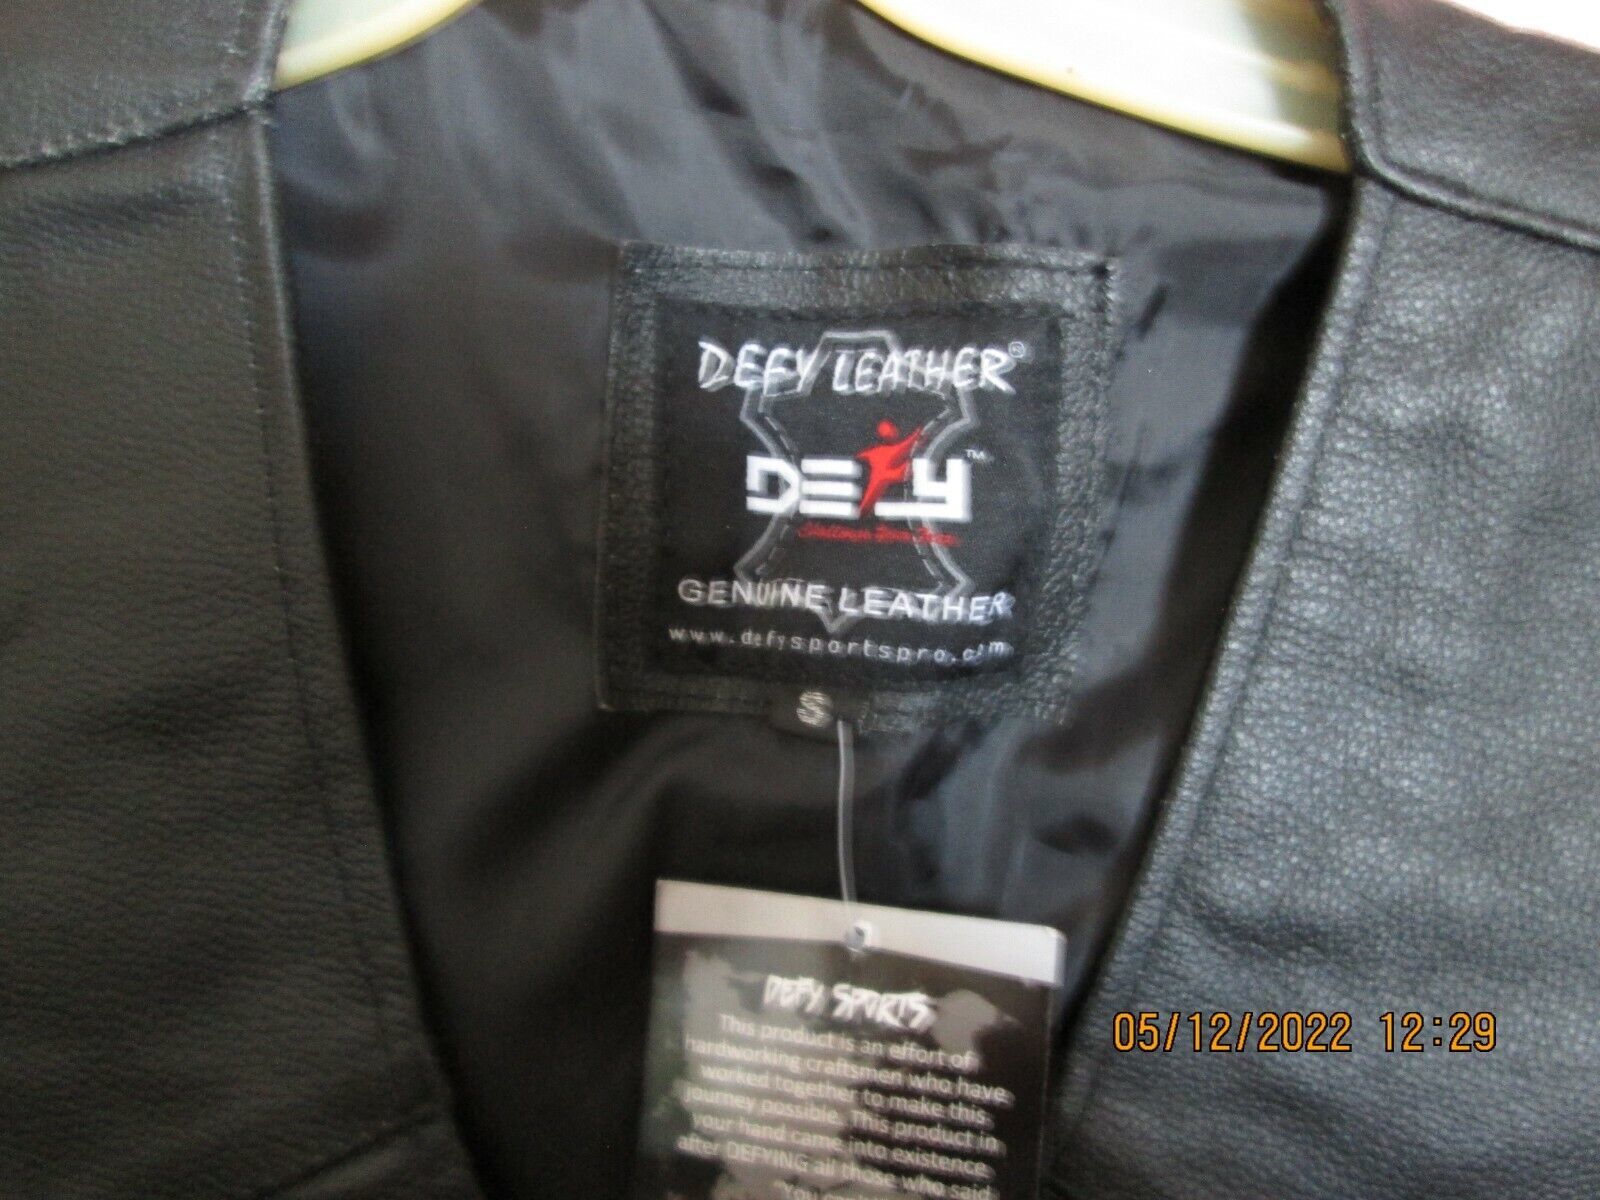 DEFY LEATHER®
DEFY™
GENUINE LEATHER
www.defysportspro.com
S
DEFY SPORTS
This product is an effort of
hardworking craftsmen who have
worked together to make this
journey possible. This product in
your hand came into existence
after DEFYING all those who said
"You
05/12/2022 12:29